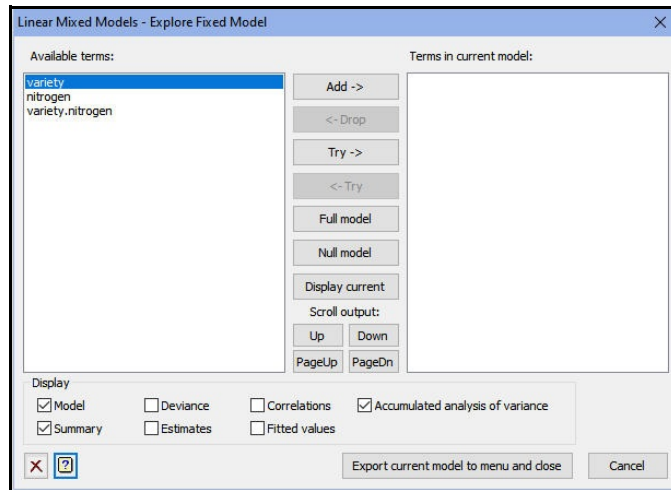 Linear Mixed Models - Explore Fixed Model
Available terms:
Terms in current model:
variety
nitrogen
variety.nitrogen
Add ->
<- Drop
Try ->
<- Try
Full model
Null model
Display current
Scroll output:
Up Down
PageUp PageDn
Display
Model Deviance Correlations Accumulated analysis of variance
Summary Estimates Fitted values
Export current model to menu and close Cancel